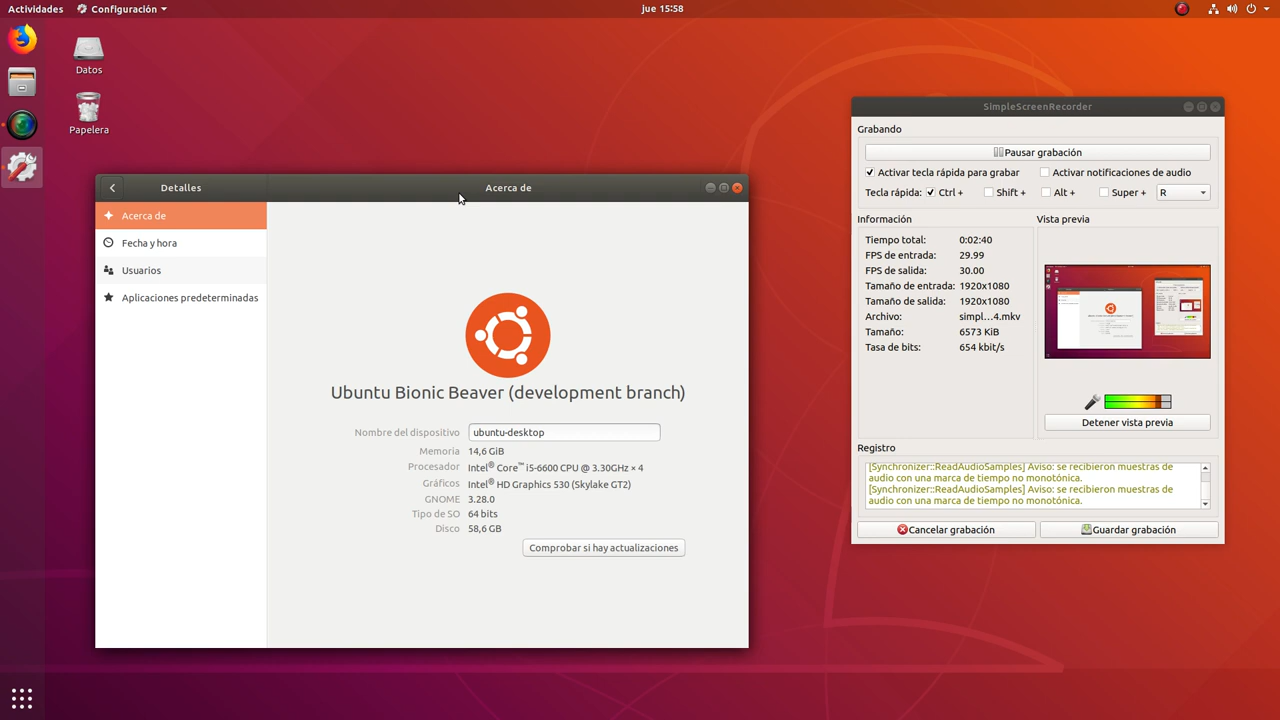 Actividades
Configuración
jue 15:58
Datos
Papelera
Detalles
Acerca de
Acerca de
Fecha y hora
Usuarios
Aplicaciones predeterminadas
Ubuntu Bionic Beaver (development branch)
Nombre del dispositivo ubuntu-desktop
Memoria 14,6 GiB
Procesador Intel® Core™ i5-6600 CPU @ 3.30GHz × 4
Gráficos Intel® HD Graphics 530 (Skylake GT2)
GNOME 3.28.0
Tipo de SO 64 bits
Disco 58,6 GB
Comprobar si hay actualizaciones
SimpleScreenRecorder
Grabando
Pausar grabación
Activar tecla rápida para grabar Activar notificaciones de audio
Tecla rápida: Ctrl + Shift + Alt + Super + R
Información
Tiempo total: 0:02:40
FPS de entrada: 29.99
FPS de salida: 30.00
Tamaño de entrada: 1920x1080
Tamaño de salida: 1920x1080
Archivo: simpl...4.mkv
Tamaño: 6573 KiB
Tasa de bits: 654 kbit/s
Vista previa
Detener vista previa
Registro
[Synchronizer::ReadAudioSamples] Aviso: se recibieron muestras de
audio con una marca de tiempo no monotónica.
[Synchronizer::ReadAudioSamples] Aviso: se recibieron muestras de
audio con una marca de tiempo no monotónica.
Cancelar grabación
Guardar grabación